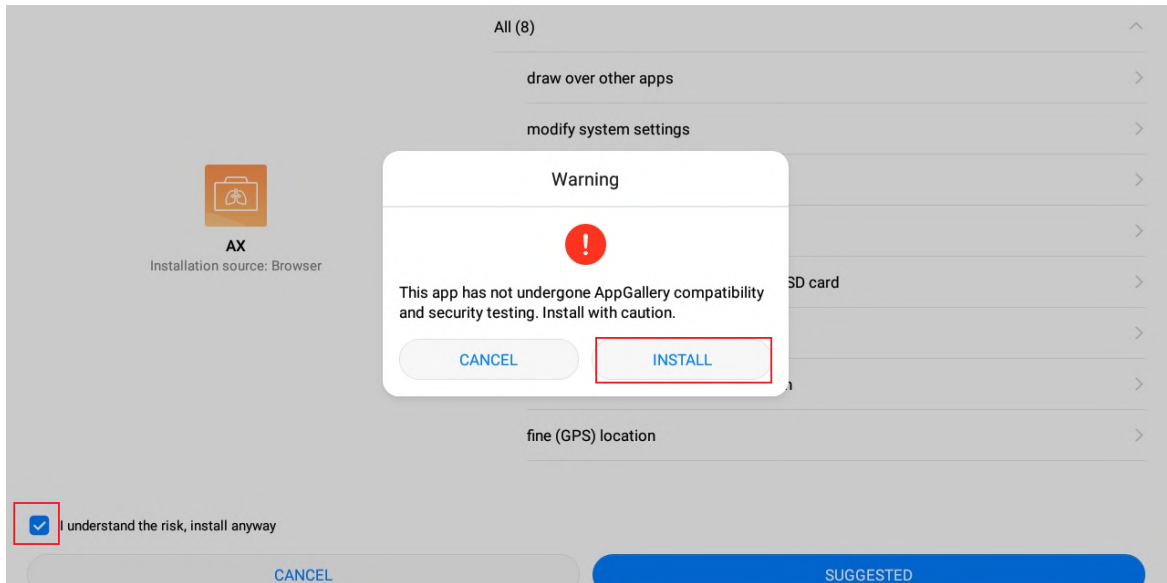 All (8)
draw over other apps
modify system settings
Warning
AX
Installation source: Browser
This app has not undergone AppGallery compatibility
and security testing. Install with caution.
SD card
CANCEL
INSTALL
fine (GPS) location
I understand the risk, install anyway
CANCEL
SUGGESTED